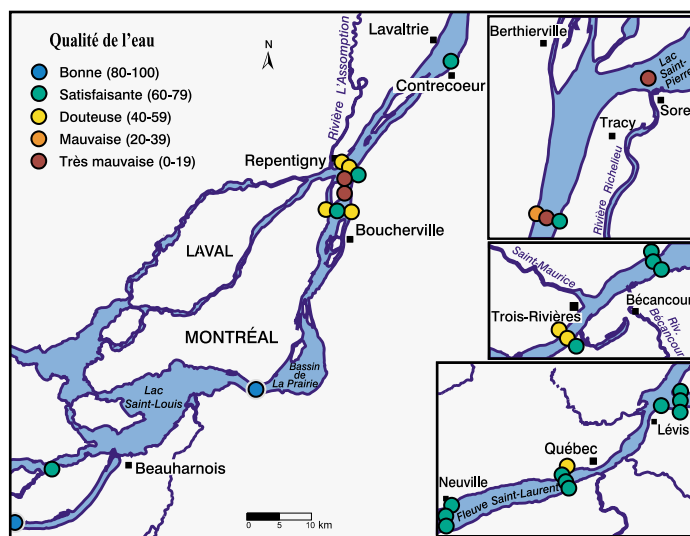 Qualité de l'eau
Bonne (80-100)
Satisfaisante (60-79)
Douteuse (40-59)
Mauvaise (20-39)
Très mauvaise (0-19)
N
Lavaltrie
Contrecoeur
Rivière L'Assomption
Repentigny
Boucherville
LAVAL
MONTRÉAL
Bassin
de
La Prairie
Lac
Saint-Louis
Beauharnois
0 5 10 km
Berthierville
Lac
Saint-
Pierre
Sorel
Tracy
Rivière Richelieu
Saint-Maurice
Trois-Rivières
Bécancour
Riv.
Bécancour
Québec
Lévis
Neuville
Fleuve Saint-Laurent